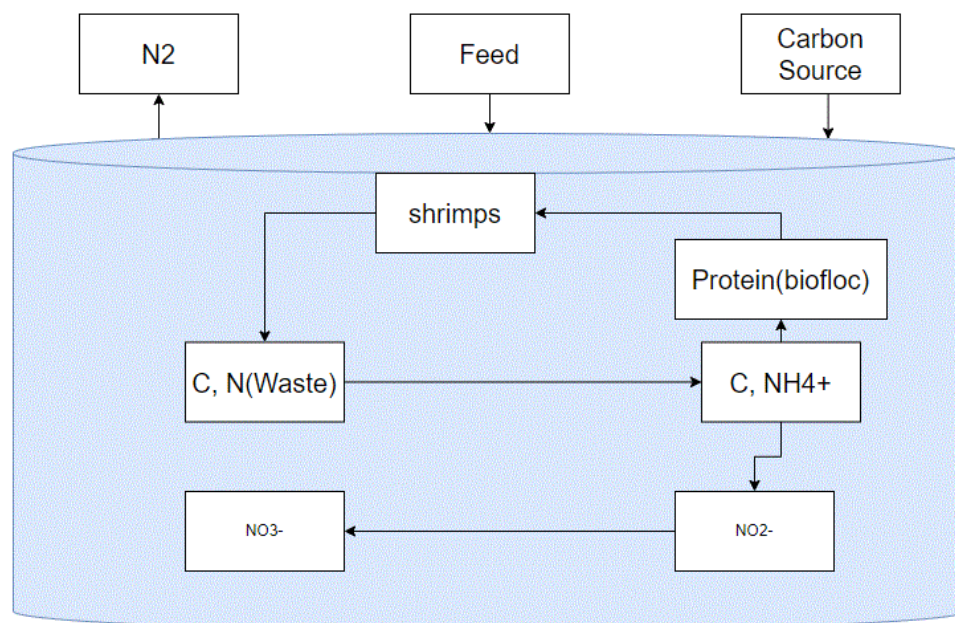 N2
Feed
Carbon
Source
shrimps
Protein(biofloc)
C, N(Waste)
C, NH4+
NO3-
NO2-